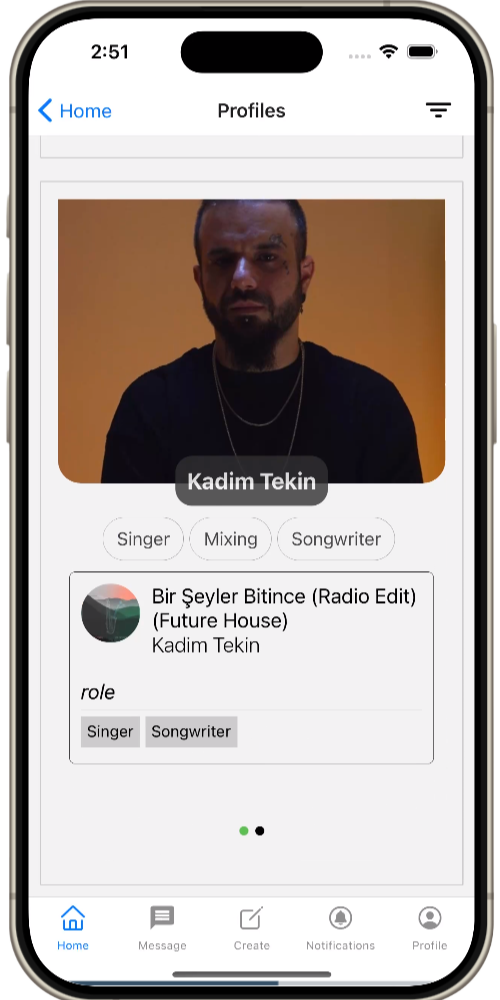 2:51
Home
Profiles
Kadim Tekin
Singer
Mixing
Songwriter
Bir Şeyler Bitince (Radio Edit)
(Future House)
Kadim Tekin
role
Singer
Songwriter
Home
Message
Create
Notifications
Profile